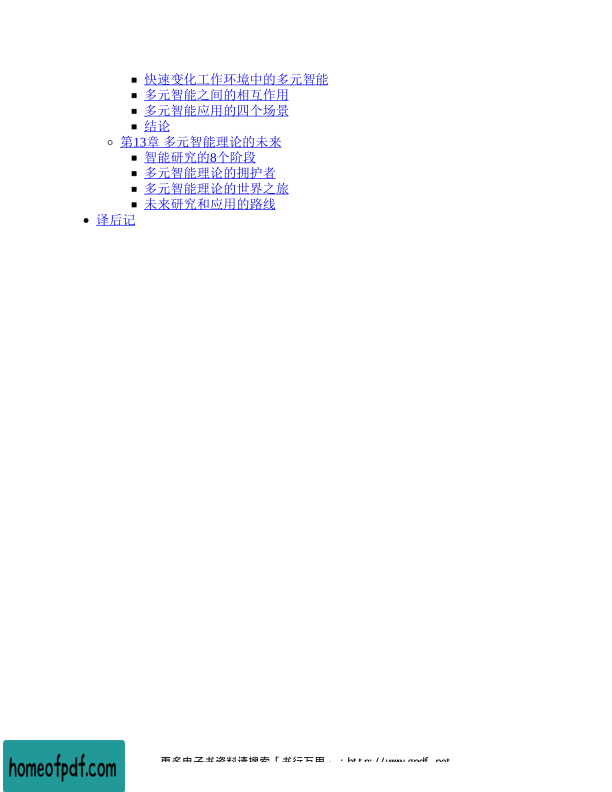 快速变化工作环境中的多元智能
多元智能之间的相互作用
多元智能应用的四个场景
结论
第13章 多元智能理论的未来
智能研究的8个阶段
多元智能理论的拥护者
多元智能理论的世界之旅
未来研究和应用的路线
译后记
更多电子书资料请搜索「书行万里」：http://www.gpdf.net
homeofpdf.com